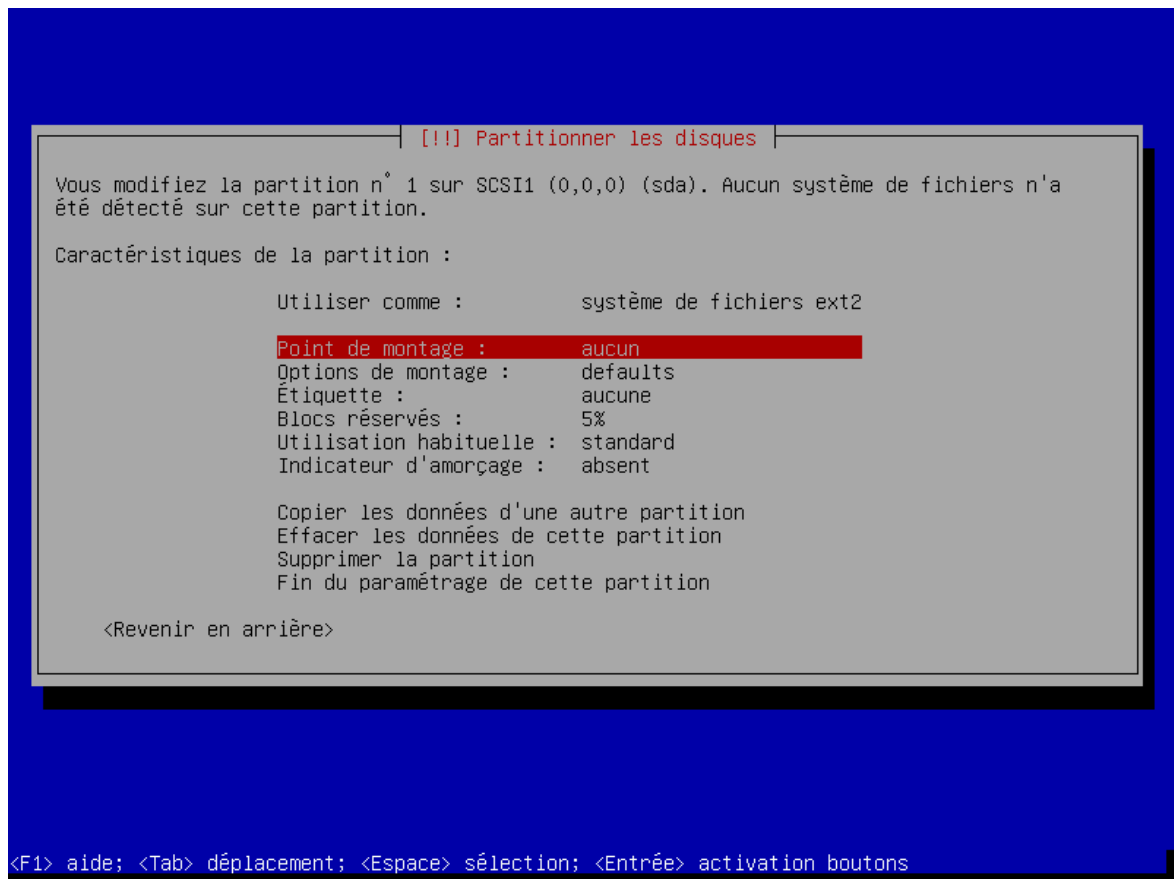 [!!] Partitionner les disques
Vous modifiez la partition n° 1 sur SCSI1 (0,0,0) (sda). Aucun système de fichiers n'a
été détecté sur cette partition.
Caractéristiques de la partition :
Utiliser comme : système de fichiers ext2
Point de montage : aucun
Options de montage : defaults
Étiquette : aucune
Blocs réservés : 5%
Utilisation habituelle : standard
Indicateur d'amorçage : absent
Copier les données d'une autre partition
Effacer les données de cette partition
Supprimer la partition
Fin du paramétrage de cette partition
<Revenir en arrière>
<F1> aide; <Tab> déplacement; <Espace> sélection; <Entrée> activation boutons